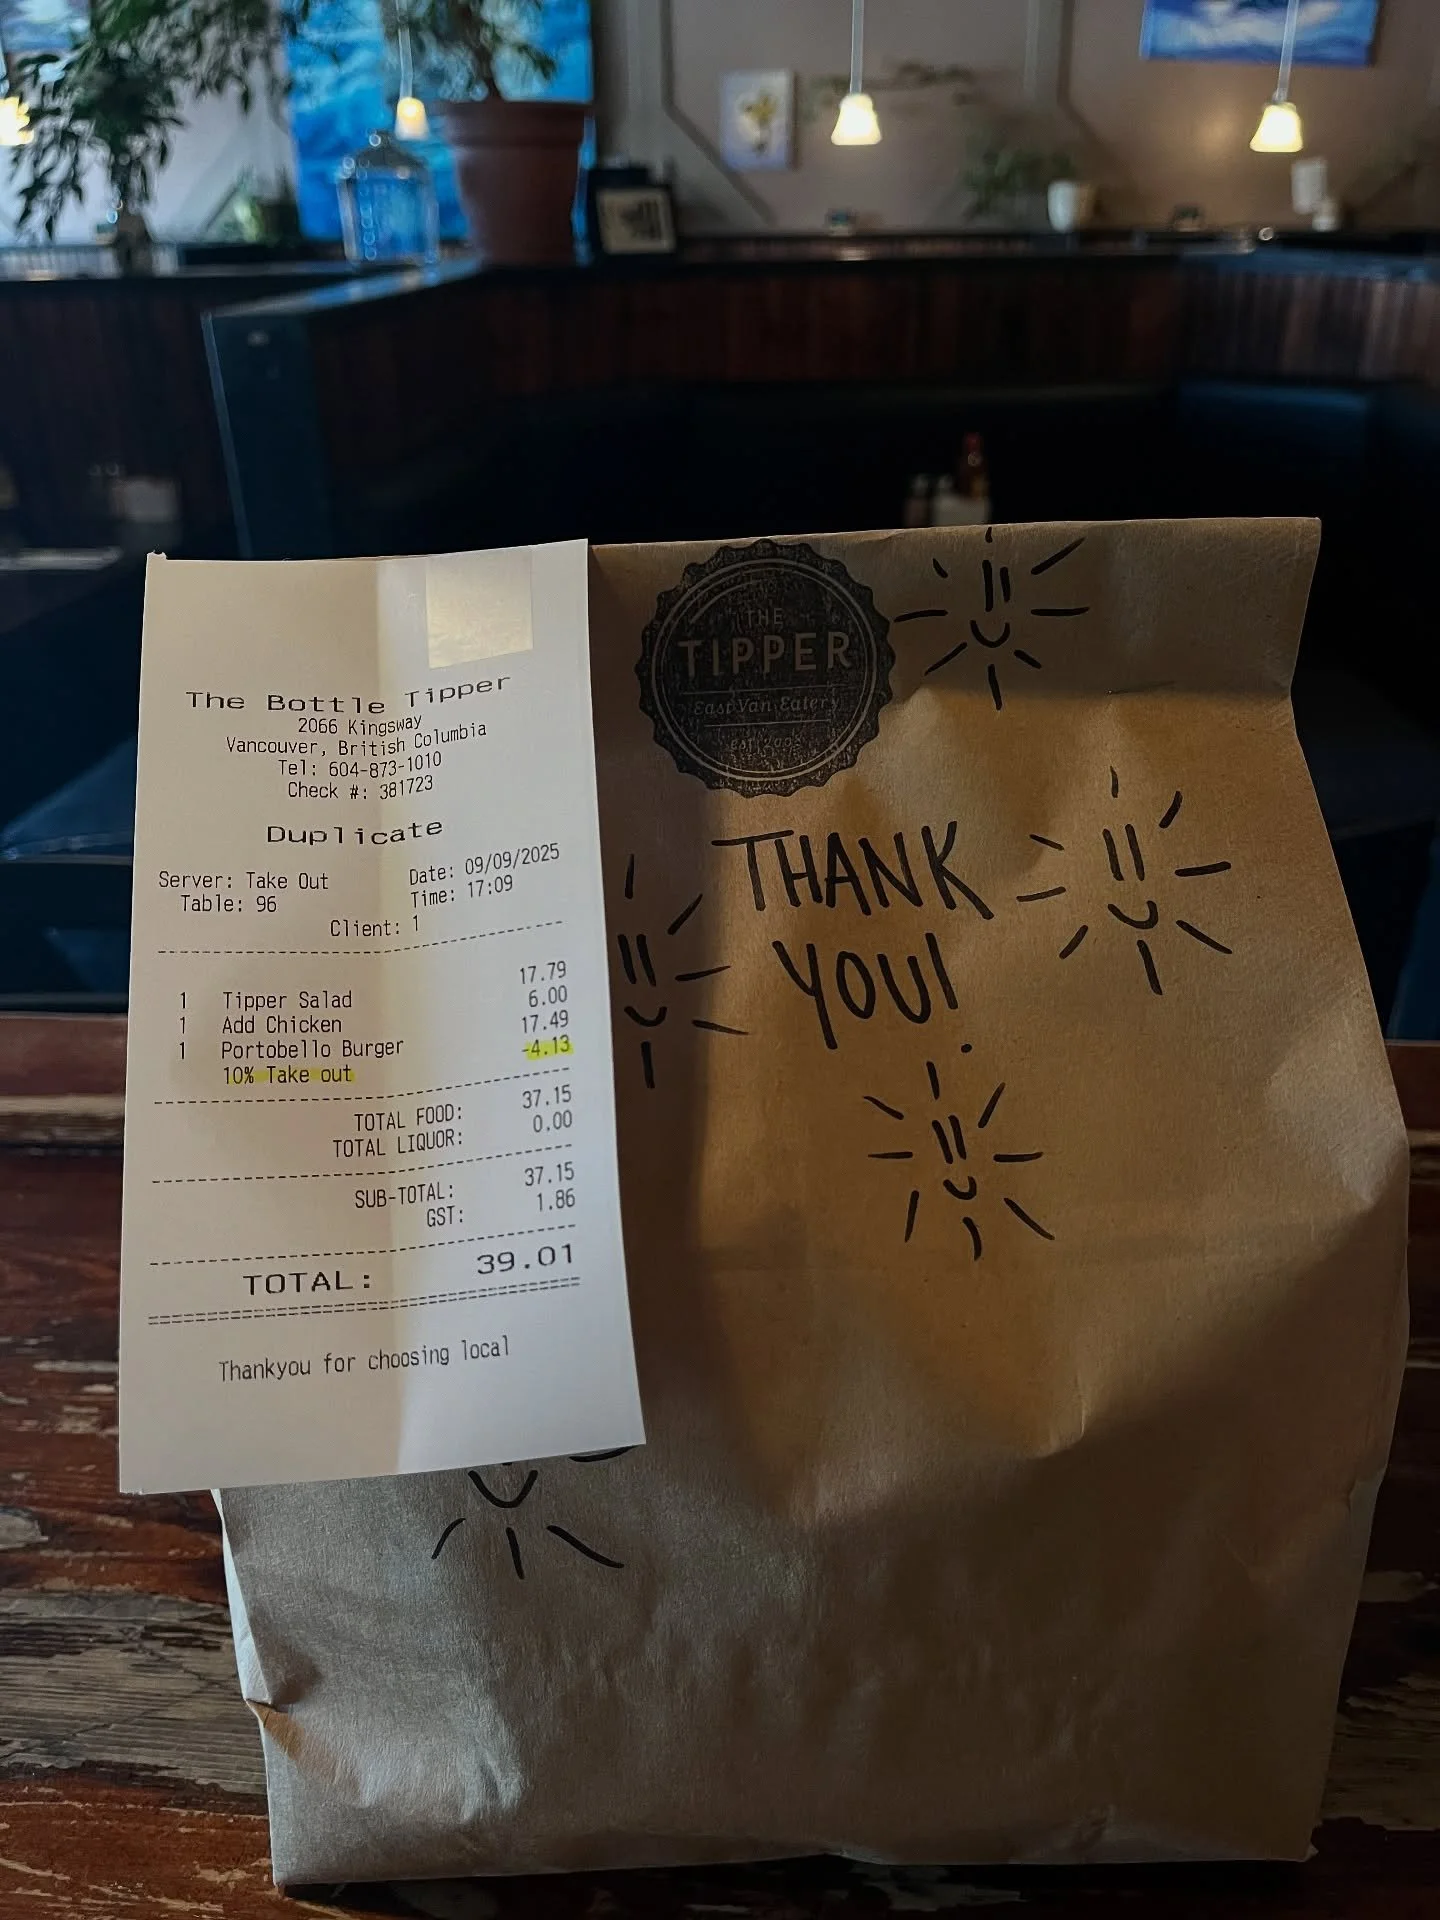 The Bottle Tipper
2066 Kingsway
Vancouver, British Columbia
Tel: 604-873-1010
Check #: 381723
Duplicate
Server: Take Out Date: 09/09/2025
Table: 96 Time: 17:09
Client: 1
1 Tipper Salad 17.79
1 Add Chicken 6.00
1 Portobello Burger 17.49
10% Take out -4.13
TOTAL FOOD: 37.15
TOTAL LIQUOR: 0.00
SUB-TOTAL: 37.15
GST: 1.86
TOTAL: 39.01
Thankyou for choosing local
THE
TIPPER
East Van Eatery
est. 2008
THANK
YOU!